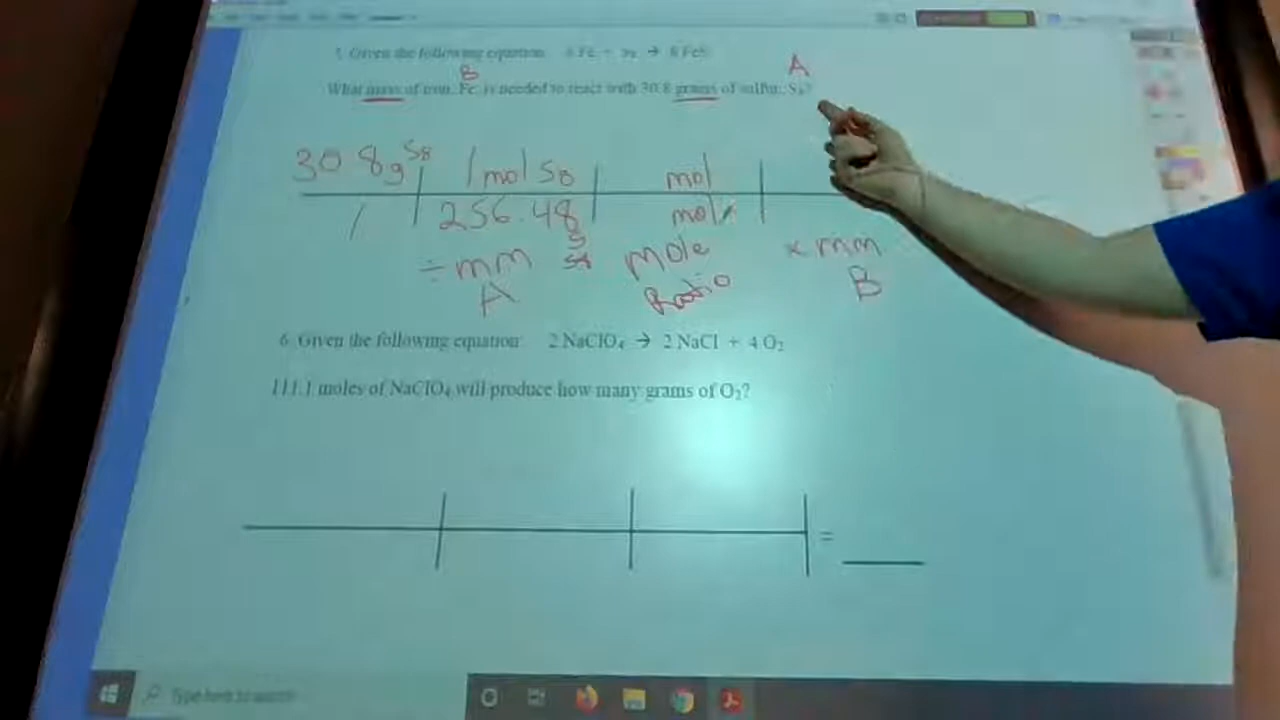 Given the following equation: 8 Fe + S₈ → 8 FeS
B A
What mass of iron, Fe, is needed to react with 30.8 grams of sulfur, S₈?
30.8g S8 | 1 mol S8 | mol
1 | 256.48 | mol
÷ mm mole × mm
A Ratio B
6. Given the following equation: 2 NaClO₄ → 2 NaCl + 4 O₂
111.1 moles of NaClO₄ will produce how many grams of O₂?
=
Type here to search